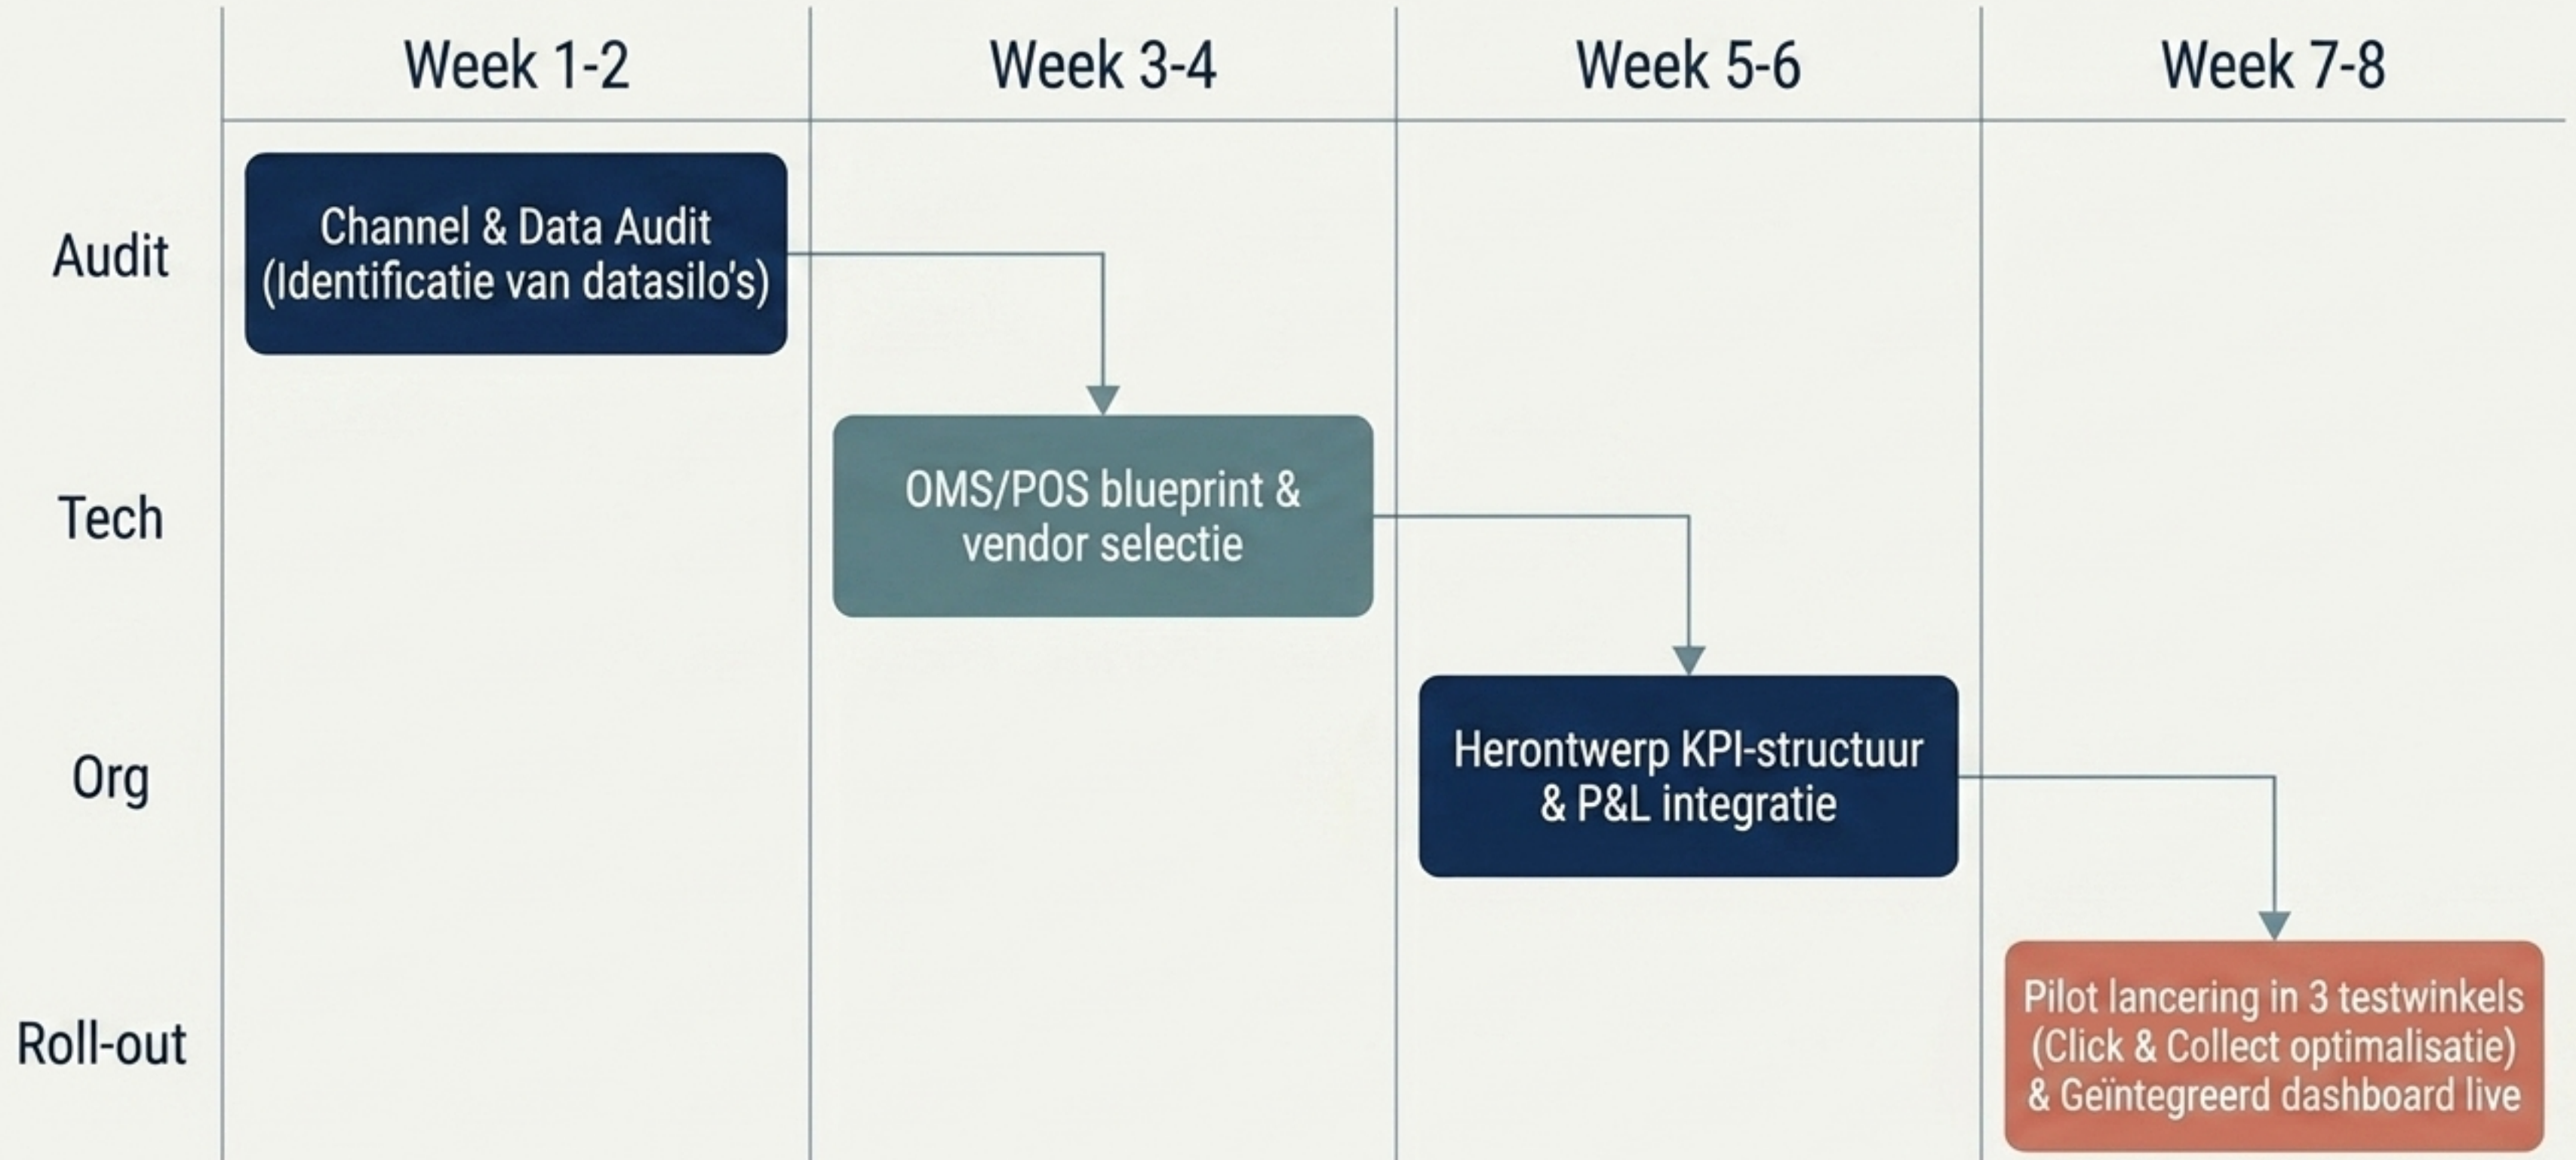 Week 1-2
Week 3-4
Week 5-6
Week 7-8
Audit
Channel & Data Audit
(Identificatie van datasilo's)
Tech
OMS/POS blueprint &
vendor selectie
Org
Herontwerp KPI-structuur
& P&L integratie
Roll-out
Pilot lancering in 3 testwinkels
(Click & Collect optimalisatie)
& Geïntegreerd dashboard live